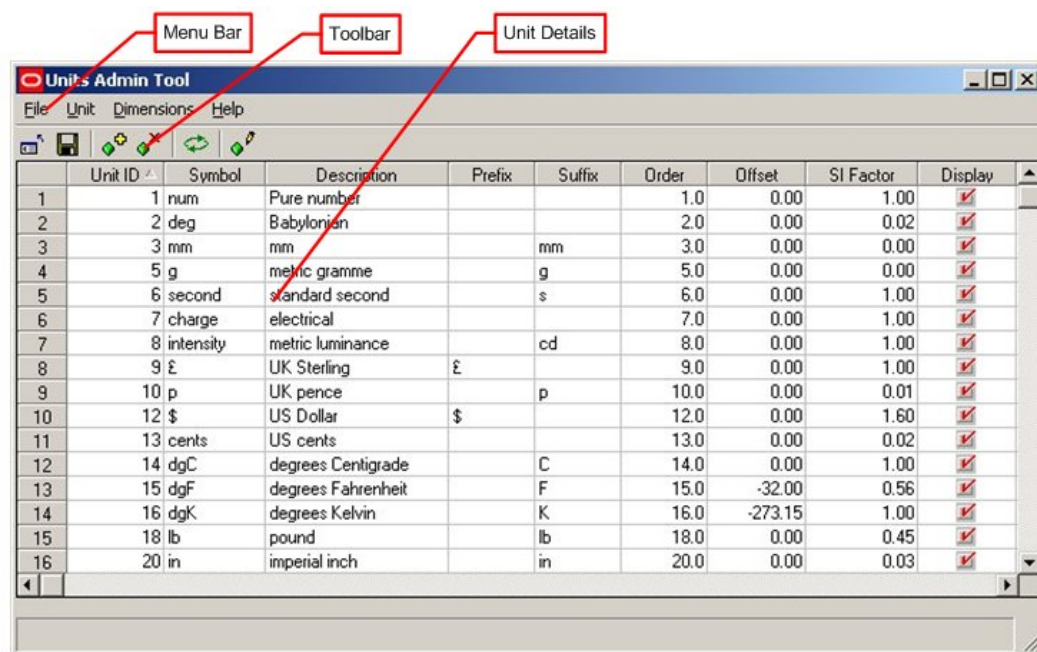 Menu Bar Toolbar Unit Details
Units Admin Tool
File Unit Dimensions Help
Unit ID Symbol Description Prefix Suffix Order Offset SI Factor Display
1 1 num Pure number 1.0 0.00 1.00
2 2 deg Babylonian 2.0 0.00 0.02
3 3 mm mm mm 3.0 0.00 0.00
4 5 g metric gramme g 5.0 0.00 0.00
5 6 second standard second s 6.0 0.00 1.00
6 7 charge electrical 7.0 0.00 1.00
7 8 intensity metric luminance cd 8.0 0.00 1.00
8 9 £ UK Sterling £ 9.0 0.00 1.00
9 10 p UK pence p 10.0 0.00 0.01
10 12 $ US Dollar $ 12.0 0.00 1.60
11 13 cents US cents 13.0 0.00 0.02
12 14 dgC degrees Centigrade C 14.0 0.00 1.00
13 15 dgF degrees Fahrenheit F 15.0 -32.00 0.56
14 16 dgK degrees Kelvin K 16.0 -273.15 1.00
15 18 lb pound lb 18.0 0.00 0.45
16 20 in imperial inch in 20.0 0.00 0.03